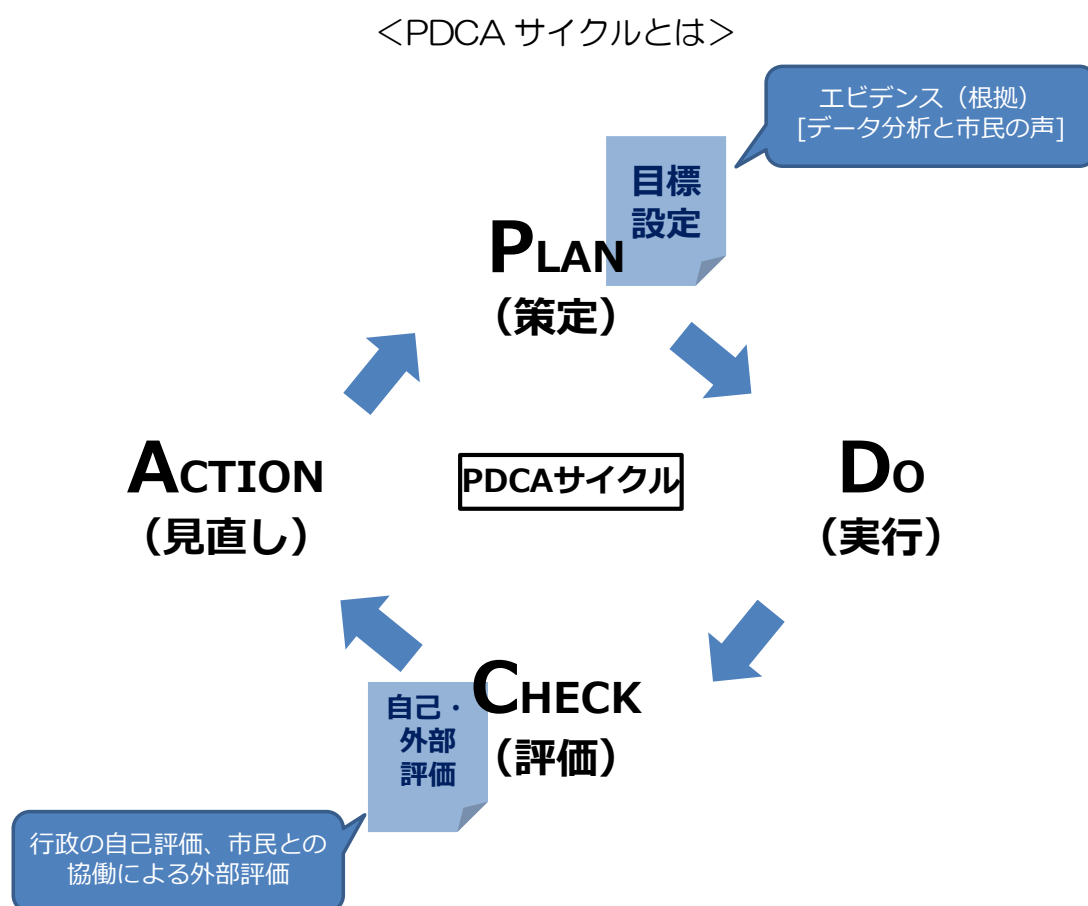 ＜PDCA サイクルとは＞
エビデンス（根拠）
[データ分析と市民の声]
目標
設定
PLAN
（策定）
ACTION
（見直し）
PDCAサイクル
DO
（実行）
自己・
外部
評価
CHECK
（評価）
行政の自己評価、市民との
協働による外部評価